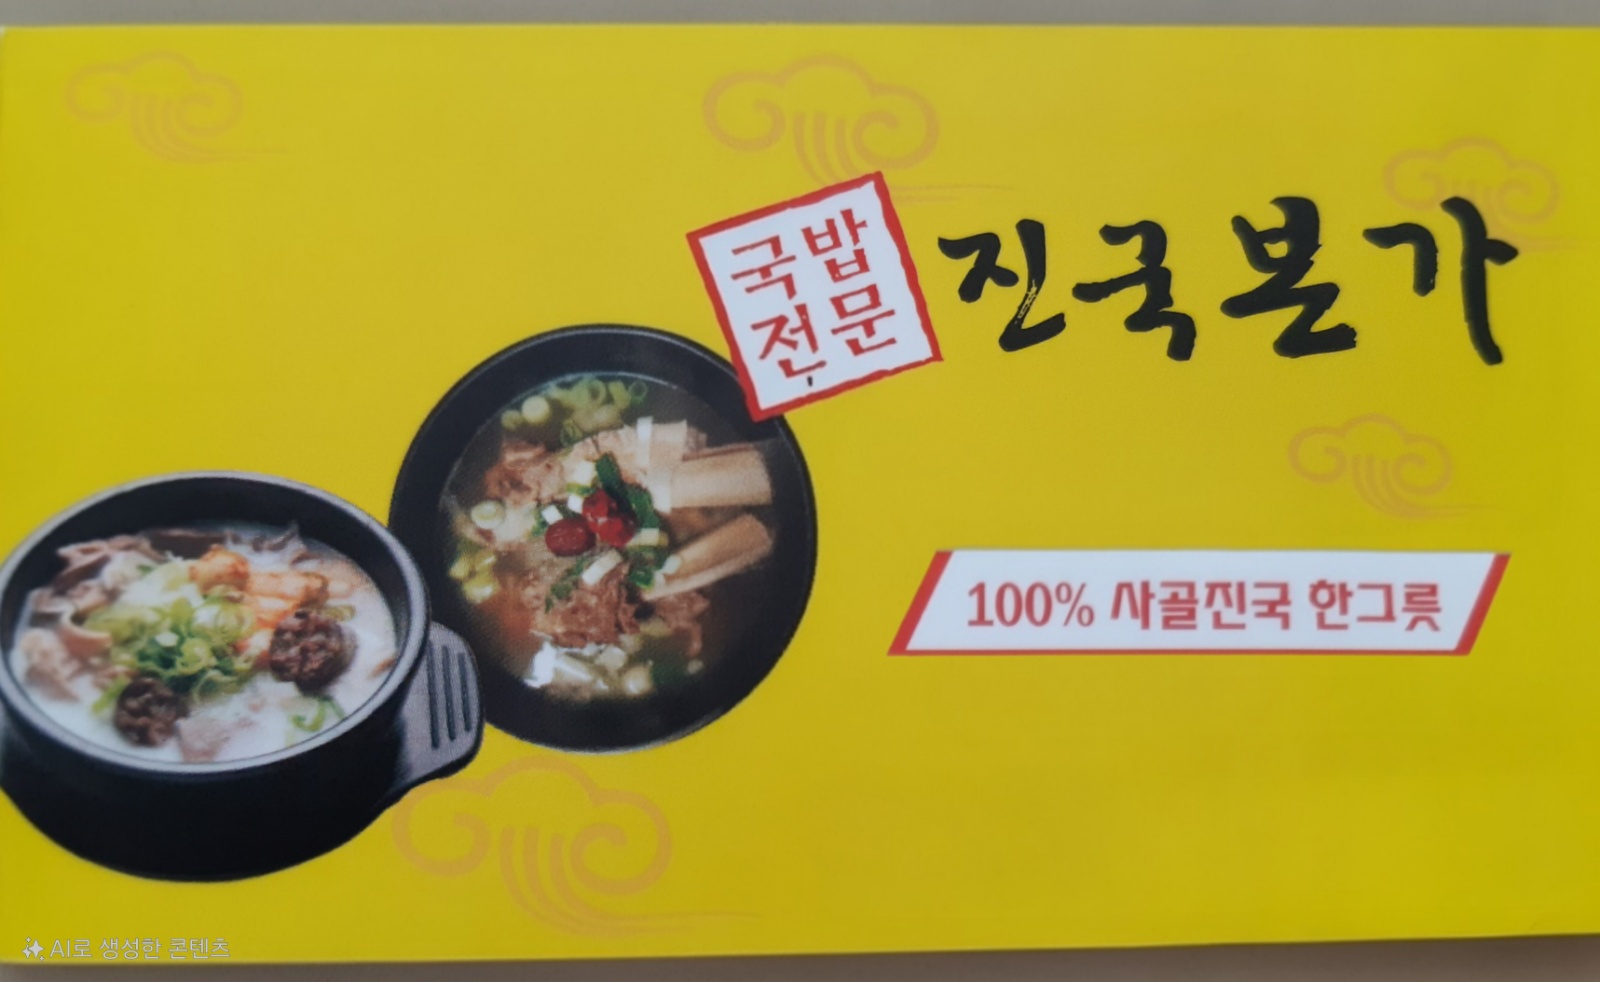 국밥
전문
진국본가
100% 사골진국 한그릇
AI로 생성한 콘텐츠